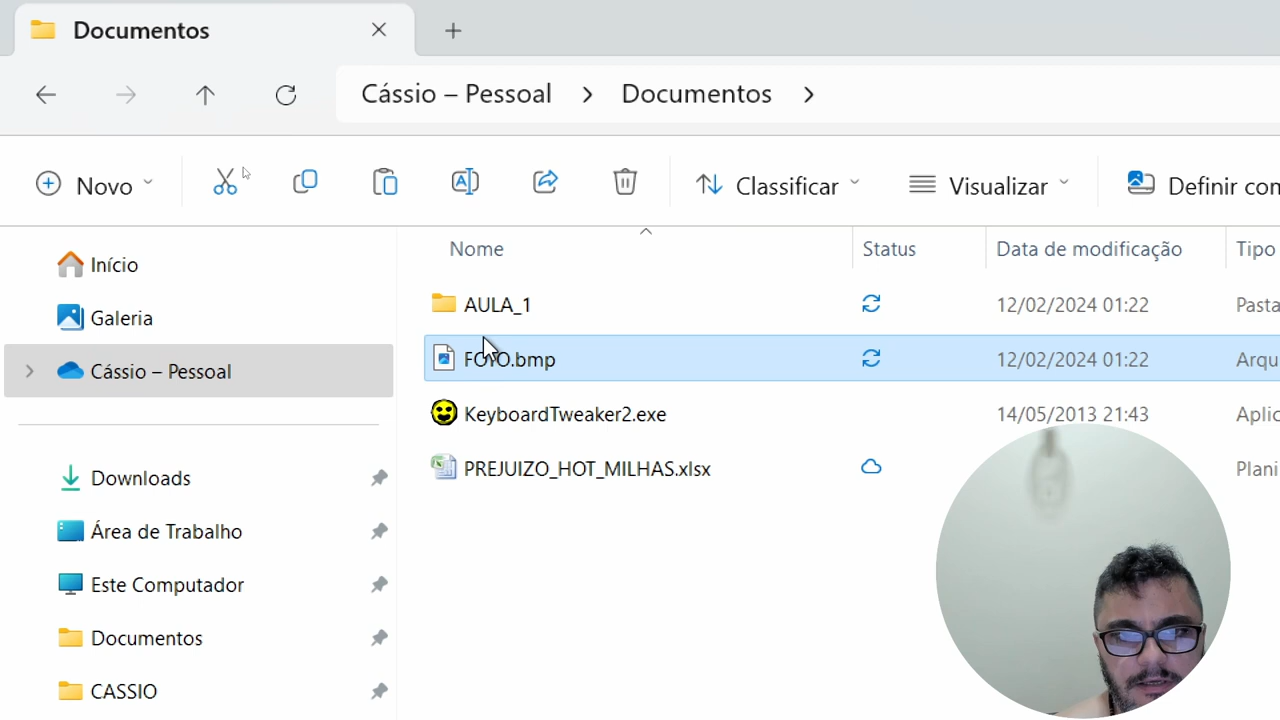 Documentos
Cássio – Pessoal > Documentos >
Novo Classificar Visualizar Definir con
Nome Status Data de modificação Tipo
AULA_1 12/02/2024 01:22 Pasta
FOTO.bmp 12/02/2024 01:22 Arqu
KeyboardTweaker2.exe 14/05/2013 21:43 Aplic
PREJUIZO_HOT_MILHAS.xlsx Plani
Início
Galeria
Cássio – Pessoal
Downloads
Área de Trabalho
Este Computador
Documentos
CASSIO